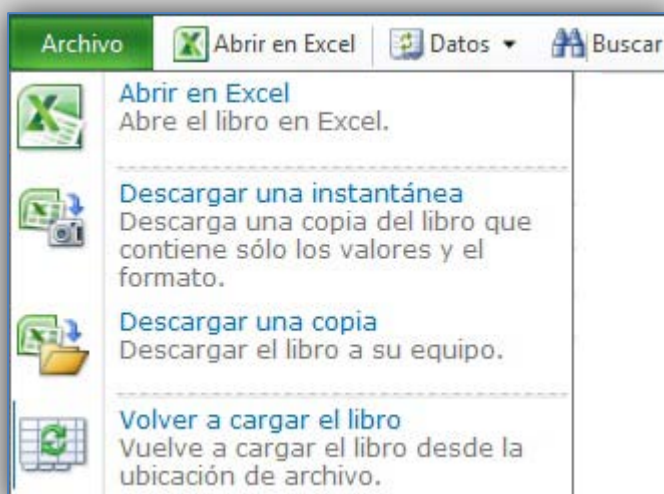 Archivo Abrir en Excel Datos Buscar
Abrir en Excel
Abre el libro en Excel.
Descargar una instantánea
Descarga una copia del libro que
contiene sólo los valores y el
formato.
Descargar una copia
Descargar el libro a su equipo.
Volver a cargar el libro
Vuelve a cargar el libro desde la
ubicación de archivo.